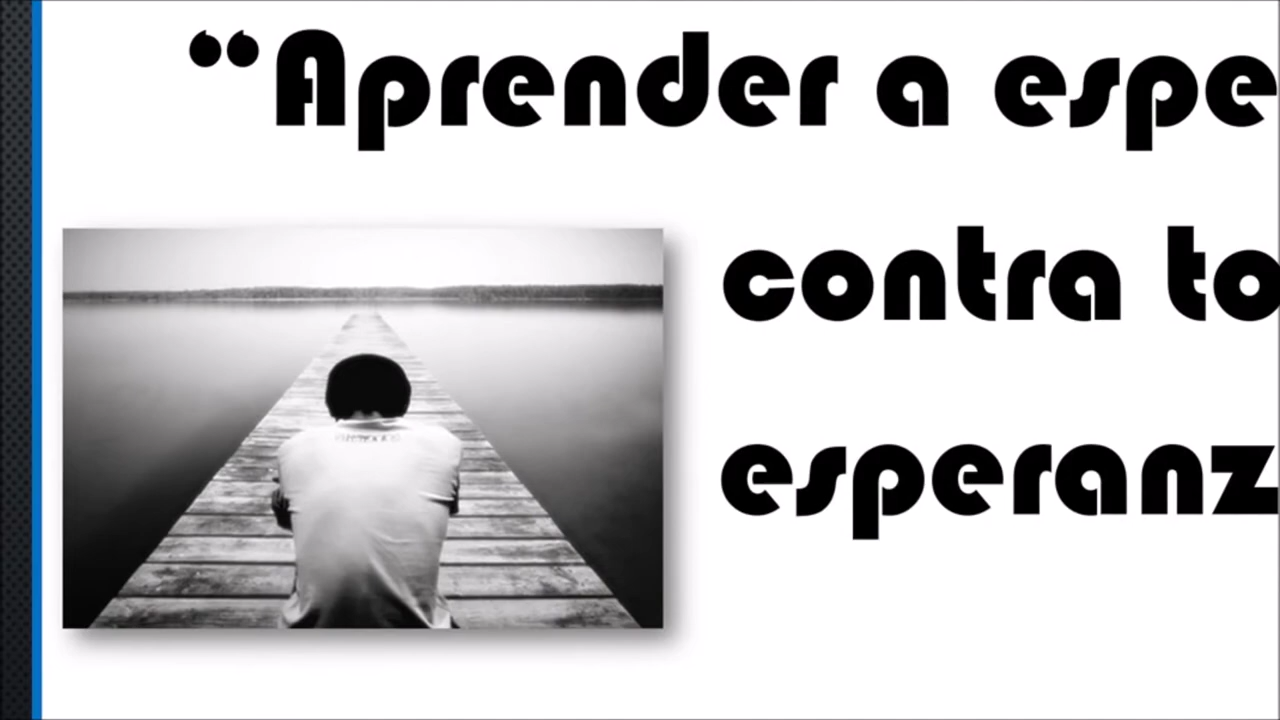 “Aprender a espe
contra to
esperanz